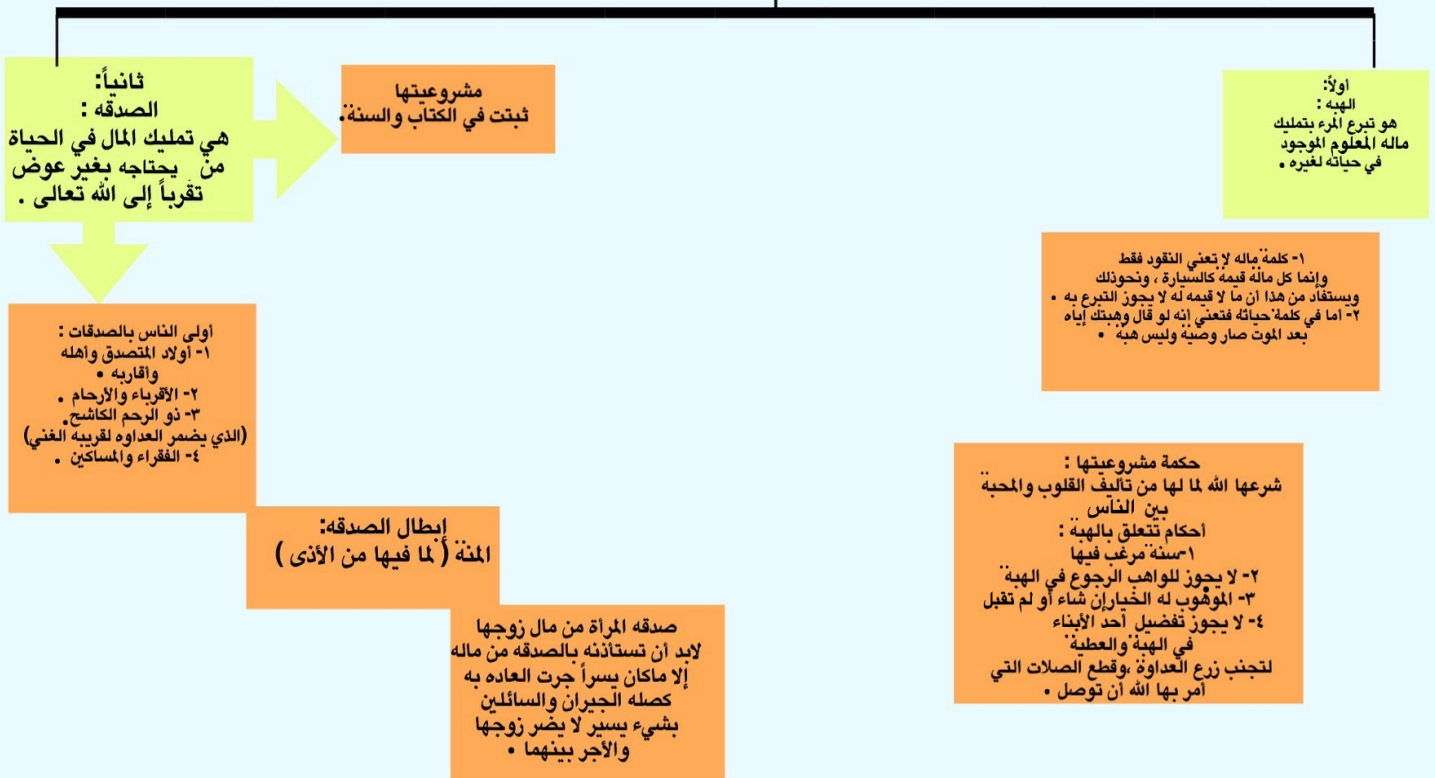 أولاً:
الهبه :
هو تبرع المرء بتمليك
ماله المعلوم الموجود
في حياته لغيره .
١- كلمة ماله لا تعني النقود فقط
وإنما كل مالة قيمة كالسيارة ، ونحوذلك
ويستفاد من هذا أن ما لا قيمه له لا يجوز التبرع به .
٢- أما في كلمة حياتة فتعني إنه لو قال وهبتك إياه
بعد الموت صار وصية وليس هبة .
حكمة مشروعيتها :
شرعها الله لما لها من تأليف القلوب والمحبة
بين الناس
أحكام تتعلق بالهبة :
١-سنة مرغب فيها
٢- لا يجوز للواهب الرجوع في الهبة
٣- الموهوب له الخيارإن شاء أو لم تقبل
٤- لا يجوز تفضيل أحد الأبناء
في الهبة والعطية
لتجنب زرع العداوة ،وقطع الصلات التي
أمر بها الله أن توصل .
ثانياً:
الصدقه :
هي تمليك المال في الحياة
من يحتاجه بغير عوض
تقرباً إلى الله تعالى .
مشروعيتها
ثبتت في الكتاب والسنة.
أولى الناس بالصدقات :
١- أولاد المتصدق وأهله
وأقاربه .
٢- الأقرباء والأرحام .
٣- ذو الرحم الكاشح.
(الذي يضمر العداوه لقريبه الغني)
٤- الفقراء والمساكين .
إبطال الصدقه:
المنة ( لما فيها من الأذى )
صدقه المرأة من مال زوجها
لابد أن تستأذنه بالصدقه من ماله
إلا ماكان يسراً جرت العاده به
كصله الجيران والسائلين
بشيء يسير لا يضر زوجها
والأجر بينهما .